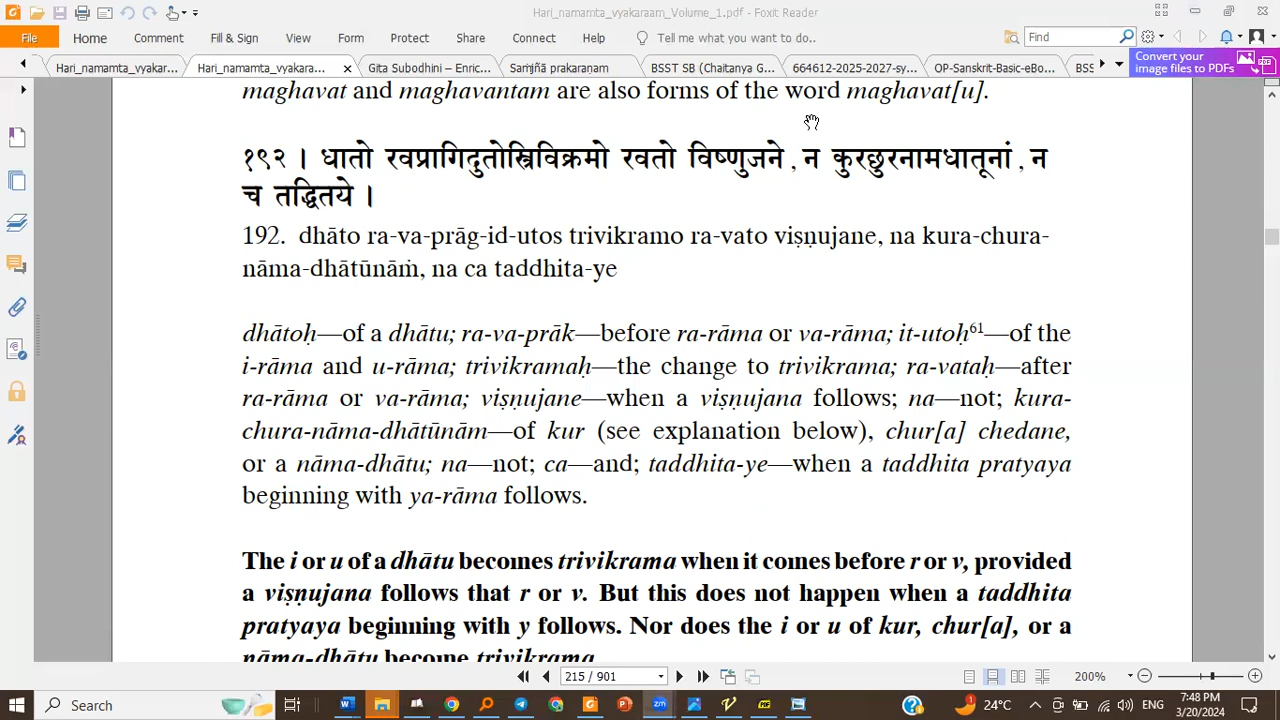 Hari_namamta_vyakaraam_Volume_1.pdf - Foxit Reader
File Home Comment Fill & Sign View Form Protect Share Connect Help Tell me what you want to do.. Find
Hari_namamta_vyakar... Hari_namamta_vyakara... Gita Subodhini – Enric... Saṁjñā prakaraṇam BSST SB (Chaitanya G... 664612-2025-2027-sy... OP-Sanskrit-Basic-eBo... BSS
Convert your
image files to PDFs
maghavat and maghavantam are also forms of the word maghavat[u].
१९२ । धातो रवप्रागिदुतोस्त्रिविक्रमो रवतो विष्णुजने , न कुरछुरनामधातूनां , न
च तद्धितये ।
192. dhāto ra-va-prāg-id-utos trivikramo ra-vato viṣṇujane, na kura-chura-
nāma-dhātūnāṁ, na ca taddhita-ye
dhātoḥ—of a dhātu; ra-va-prāk—before ra-rāma or va-rāma; it-utoḥ61—of the
i-rāma and u-rāma; trivikramaḥ—the change to trivikrama; ra-vataḥ—after
ra-rāma or va-rāma; viṣṇujane—when a viṣṇujana follows; na—not; kura-
chura-nāma-dhātūnām—of kur (see explanation below), chur[a] chedane,
or a nāma-dhātu; na—not; ca—and; taddhita-ye—when a taddhita pratyaya
beginning with ya-rāma follows.
The i or u of a dhātu becomes trivikrama when it comes before r or v, provided
a viṣṇujana follows that r or v. But this does not happen when a taddhita
pratyaya beginning with y follows. Nor does the i or u of kur, chur[a], or a
nāma-dhātu become trivikrama.
215 / 901 200%
Search 24°C ENG 7:48 PM
3/20/2024